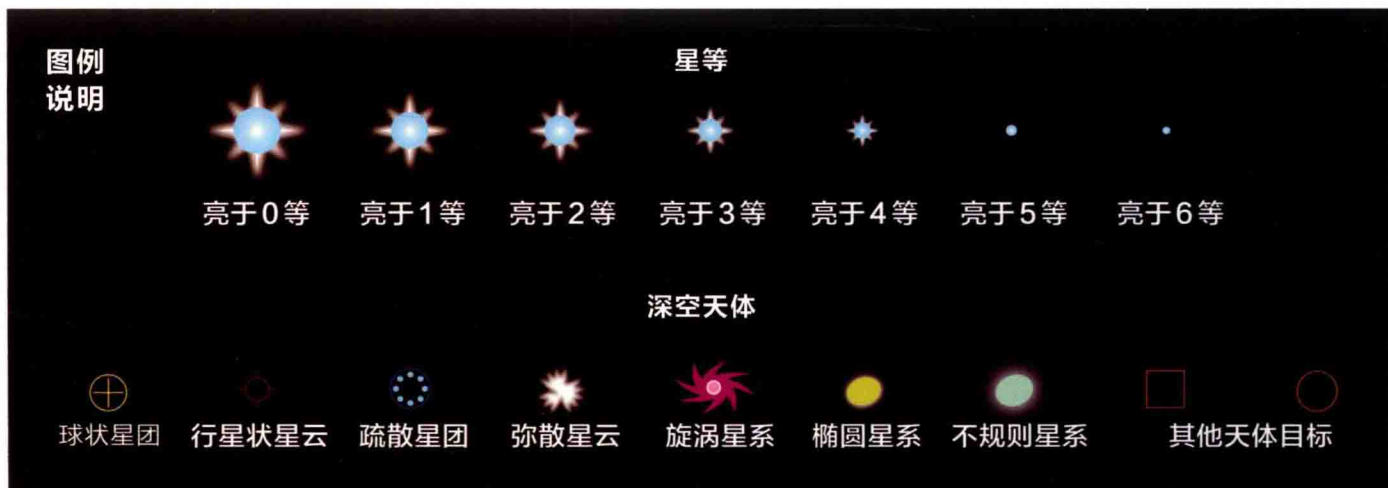 图例
说明
星等
亮于0等 亮于1等 亮于2等 亮于3等 亮于4等 亮于5等 亮于6等
深空天体
球状星团 行星状星云 疏散星团 弥散星云 旋涡星系 椭圆星系 不规则星系 其他天体目标